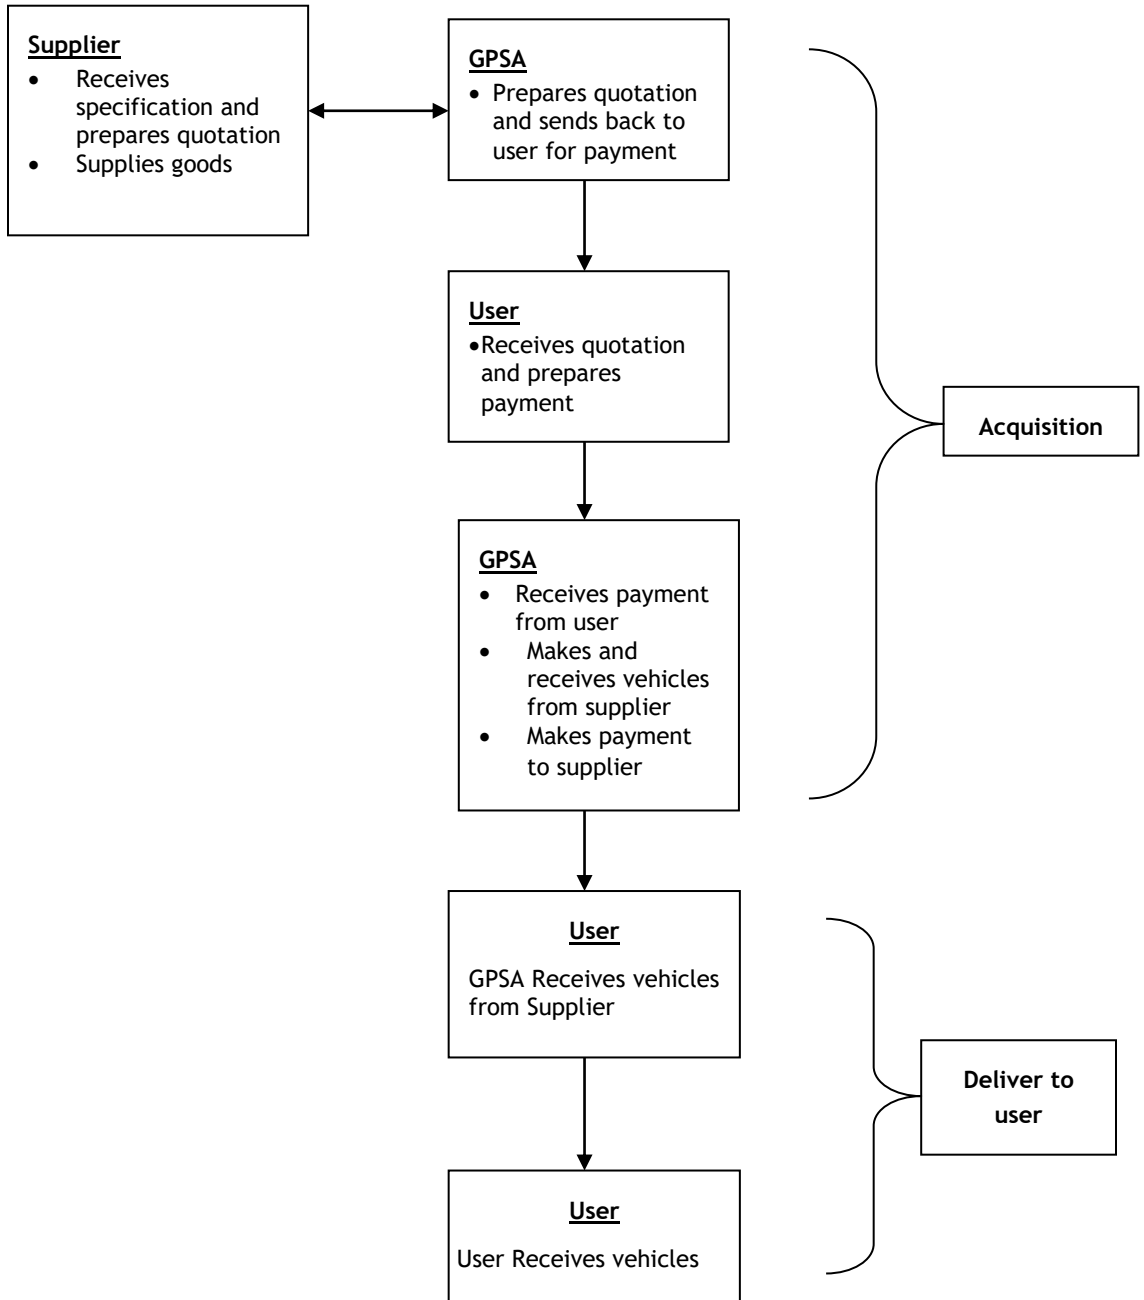 Supplier
• Receives
specification and
prepares quotation
• Supplies goods
GPSA
• Prepares quotation
and sends back to
user for payment
User
•Receives quotation
and prepares
payment
Acquisition
GPSA
• Receives payment
from user
• Makes and
receives vehicles
from supplier
• Makes payment
to supplier
User
GPSA Receives vehicles
from Supplier
Deliver to
user
User
User Receives vehicles